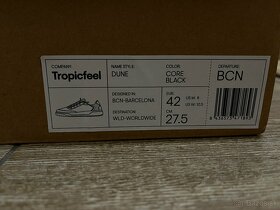 COMPANY:
Tropicfeel
NAME STYLE:
DUNE
COLOR:
CORE
BLACK
DEPARTURE:
BCN
DESIGNED IN
BCN-BARCELONA
DESTINATION:
WLD-WORLDWIDE
EUR
42
CM
27.5